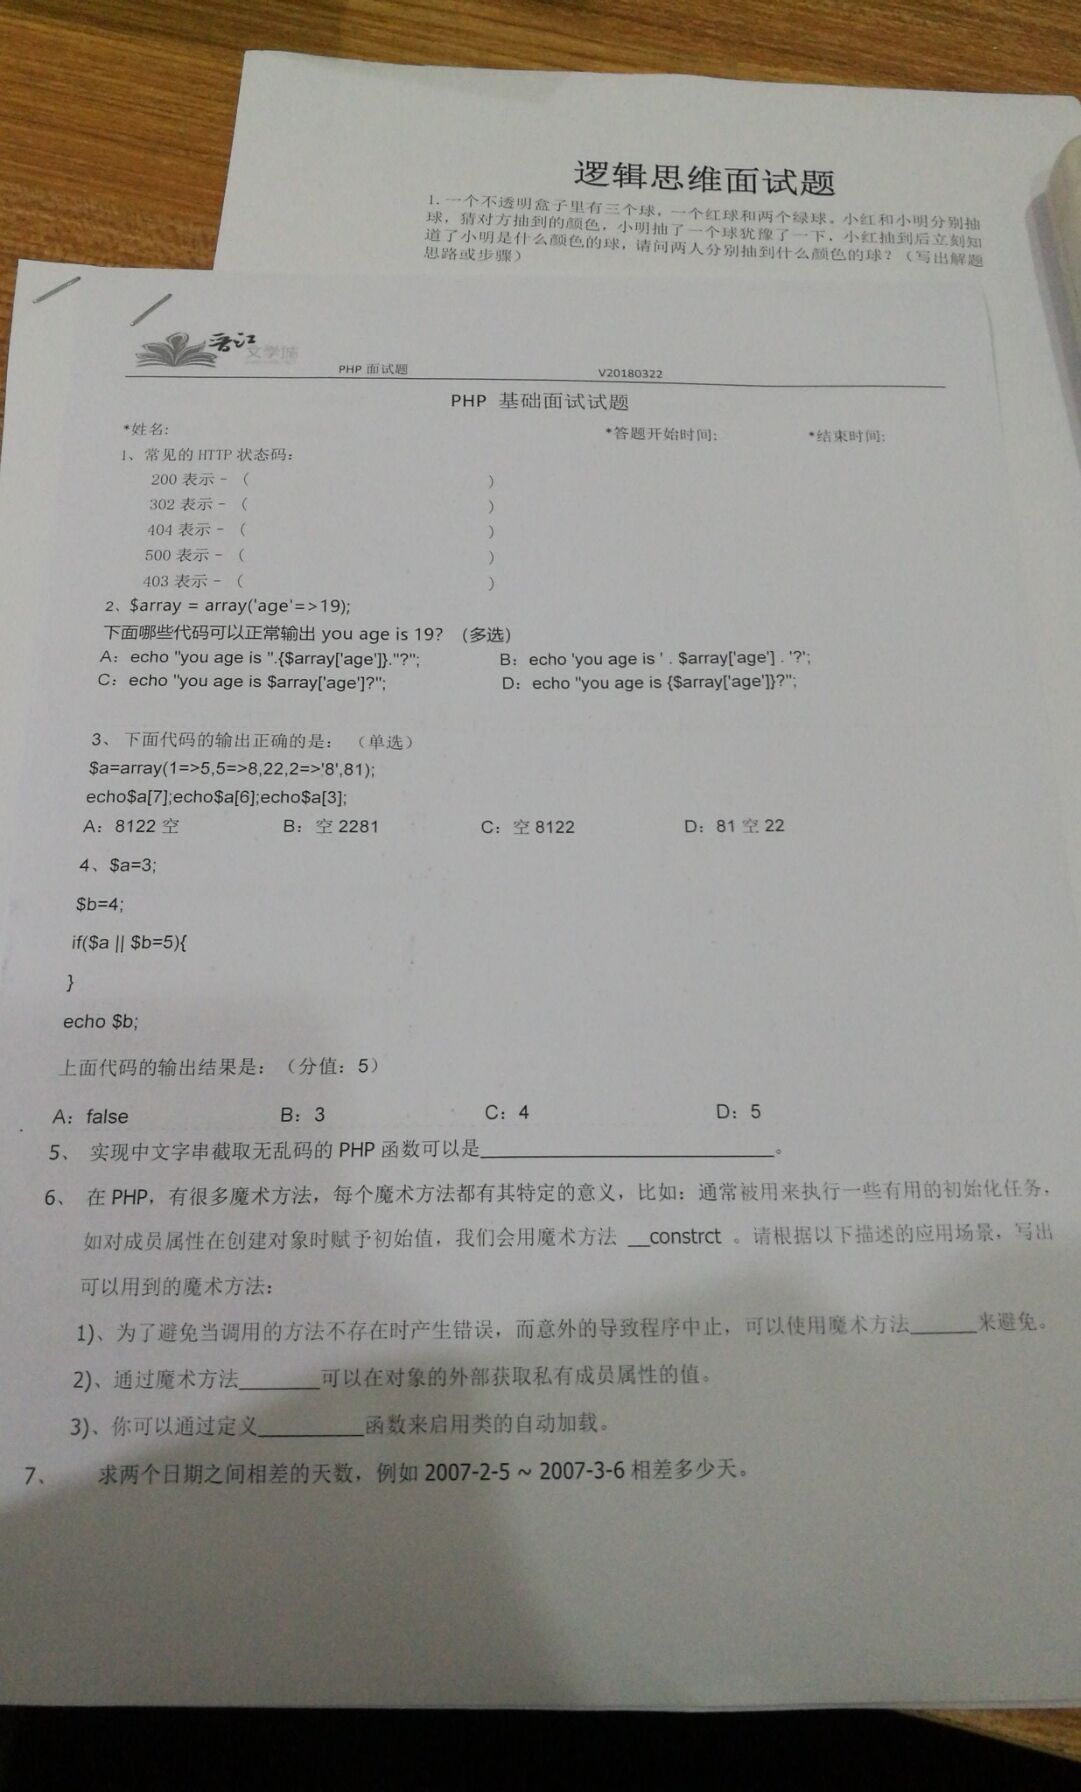 逻辑思维面试题
1.一个不透明盒子里有三个球，一个红球和两个绿球。小红和小明分别抽
球，猜对方抽到的颜色，小明抽了一个球犹豫了一下，小红抽到后立刻知
道了小明是什么颜色的球，请问两人分别抽到什么颜色的球？（写出解题
思路或步骤）
晋江
文学城
PHP 面试题 V20180322
PHP 基础面试试题
*姓名: *答题开始时间: *结束时间:
1、常见的 HTTP 状态码：
200 表示 - （ ）
302 表示 - （ ）
404 表示 - （ ）
500 表示 - （ ）
403 表示 - （ ）
2、$array = array('age'=>19);
下面哪些代码可以正常输出 you age is 19？ (多选)
A：echo "you age is ".{$array['age']}."?"; B：echo 'you age is ' . $array['age'] . '?';
C：echo "you age is $array['age']?"; D：echo "you age is {$array['age']}?";
3、下面代码的输出正确的是：（单选）
$a=array(1=>5,5=>8,22,2=>'8',81);
echo$a[7];echo$a[6];echo$a[3];
A：8122 空 B：空 2281 C：空 8122 D：81 空 22
4、$a=3;
$b=4;
if($a || $b=5){
}
echo $b;
上面代码的输出结果是：（分值：5）
A：false B：3 C：4 D：5
5、 实现中文字串截取无乱码的 PHP 函数可以是____________________。
6、 在 PHP，有很多魔术方法，每个魔术方法都有其特定的意义，比如：通常被用来执行一些有用的初始化任务，
如对成员属性在创建对象时赋予初始值，我们会用魔术方法 __constrct 。请根据以下描述的应用场景，写出
可以用到的魔术方法：
1)、为了避免当调用的方法不存在时产生错误，而意外的导致程序中止，可以使用魔术方法______来避免。
2)、通过魔术方法_______可以在对象的外部获取私有成员属性的值。
3)、你可以通过定义_________函数来启用类的自动加载。
7、 求两个日期之间相差的天数，例如 2007-2-5 ~ 2007-3-6 相差多少天。